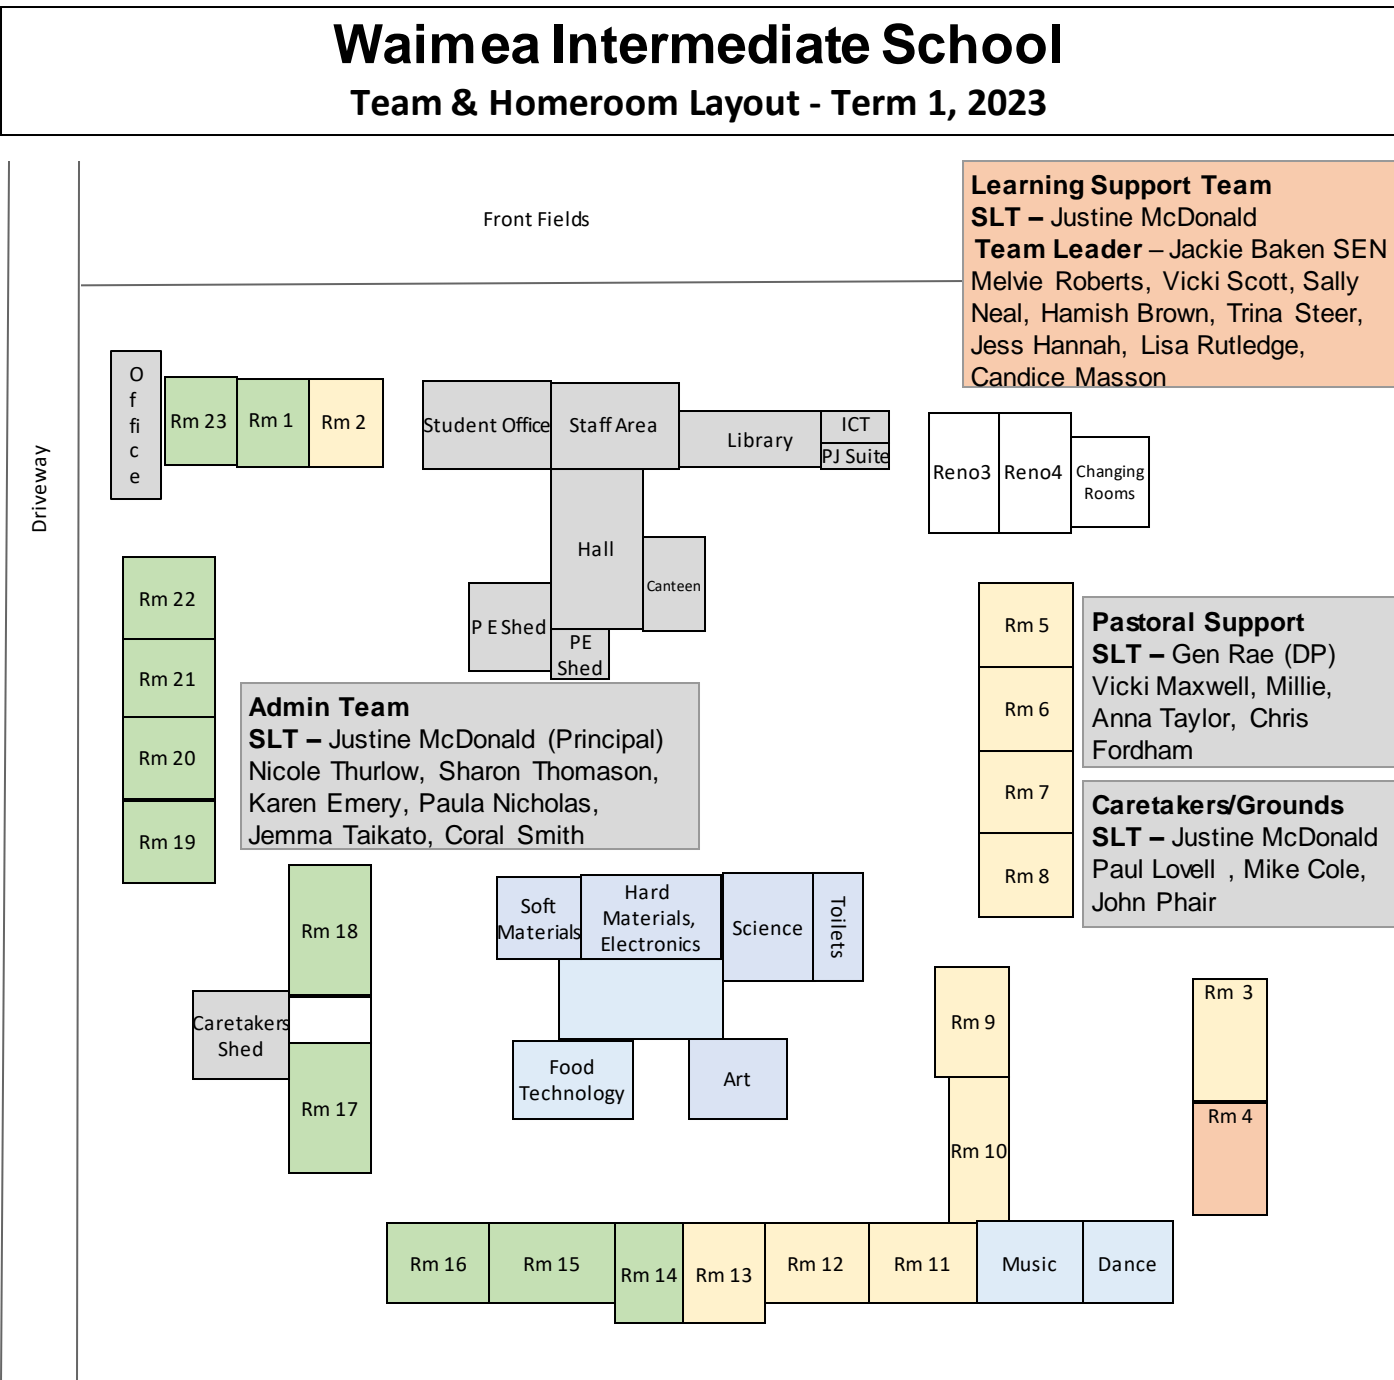 Waimea Intermediate School
Team & Homeroom Layout - Term 1, 2023
Front Fields
Driveway
Learning Support Team
SLT – Justine McDonald
Team Leader – Jackie Baken SEN
Melvie Roberts, Vicki Scott, Sally
Neal, Hamish Brown, Trina Steer,
Jess Hannah, Lisa Rutledge,
Candice Masson
Office
Rm 23
Rm 1
Rm 2
Student Office
Staff Area
Library
ICT
PJ Suite
Reno3
Reno4
Changing
Rooms
Hall
Canteen
P E Shed
PE
Shed
Rm 22
Rm 21
Rm 20
Rm 19
Admin Team
SLT – Justine McDonald (Principal)
Nicole Thurlow, Sharon Thomason,
Karen Emery, Paula Nicholas,
Jemma Taikato, Coral Smith
Rm 5
Rm 6
Rm 7
Rm 8
Pastoral Support
SLT – Gen Rae (DP)
Vicki Maxwell, Millie,
Anna Taylor, Chris
Fordham
Caretakers/Grounds
SLT – Justine McDonald
Paul Lovell , Mike Cole,
John Phair
Rm 18
Caretakers
Shed
Rm 17
Soft
Materials
Hard
Materials,
Electronics
Science
Toilets
Food
Technology
Art
Rm 9
Rm 10
Rm 3
Rm 4
Rm 16
Rm 15
Rm 14
Rm 13
Rm 12
Rm 11
Music
Dance